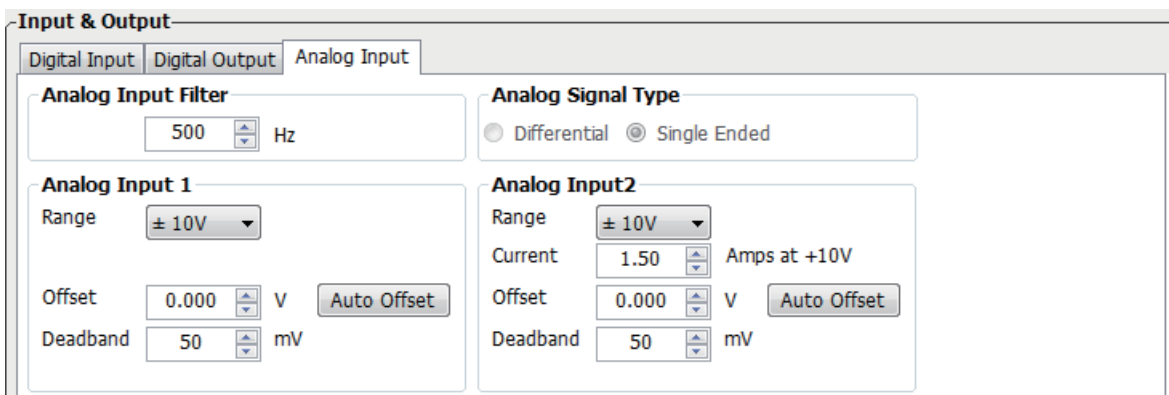 Input & Output
Digital Input Digital Output Analog Input
Analog Input Filter
500 Hz
Analog Signal Type
Differential Single Ended
Analog Input 1
Range ± 10V
Offset 0.000 V Auto Offset
Deadband 50 mV
Analog Input2
Range ± 10V
Current 1.50 Amps at +10V
Offset 0.000 V Auto Offset
Deadband 50 mV